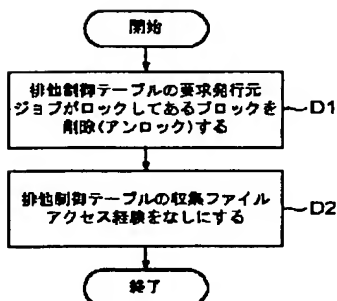 開始
排他制御テーブルの要求発行元
ジョブがロックしてあるブロックを
削除(アンロック)する
D1
排他制御テーブルの収集ファイル
アクセス経験をなしにする
D2
終了